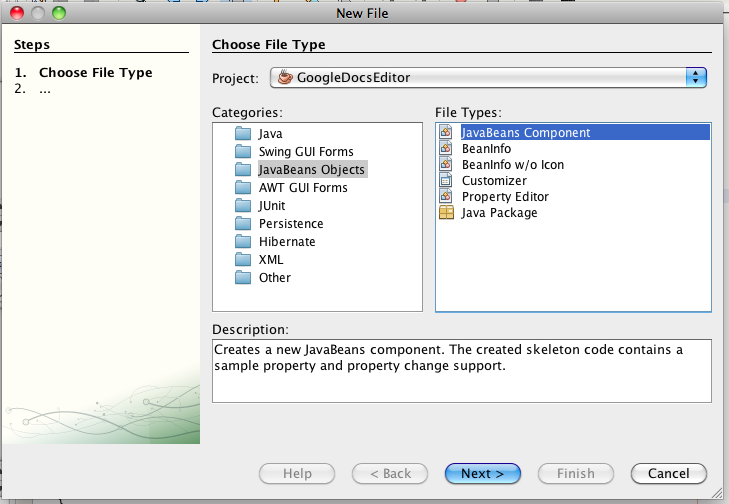 New File
Steps
1. Choose File Type
2. ...
Choose File Type
Project: GoogleDocsEditor
Categories:
Java
Swing GUI Forms
JavaBeans Objects
AWT GUI Forms
JUnit
Persistence
Hibernate
XML
Other
File Types:
JavaBeans Component
BeanInfo
BeanInfo w/o Icon
Customizer
Property Editor
Java Package
Description:
Creates a new JavaBeans component. The created skeleton code contains a
sample property and property change support.
Help
< Back
Next >
Finish
Cancel